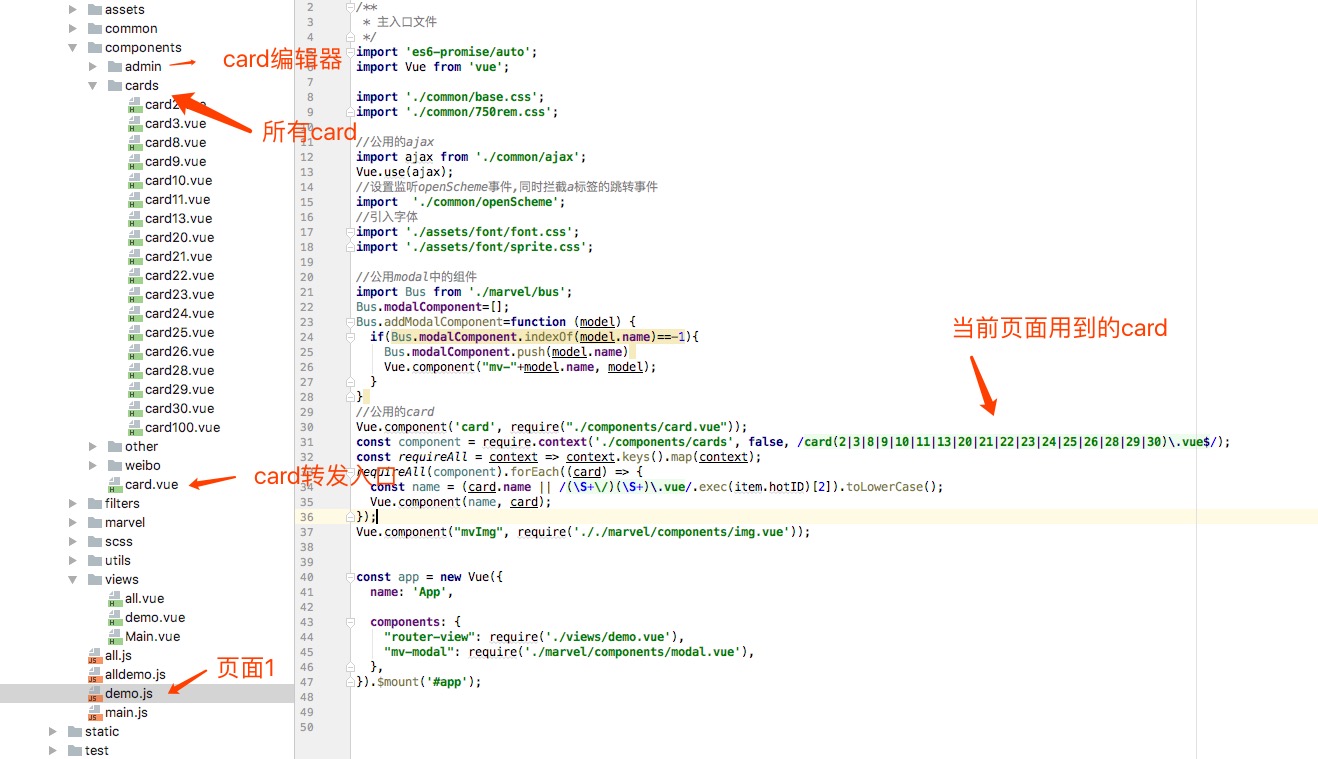 assets
common
components
admin
card编辑器
cards
card2
card3.vue
所有card
card8.vue
card9.vue
card10.vue
card11.vue
card13.vue
card20.vue
card21.vue
card22.vue
card23.vue
card24.vue
card25.vue
card26.vue
card28.vue
card29.vue
card30.vue
card100.vue
other
weibo
card.vue
card转发入口
filters
marvel
scss
utils
views
all.vue
demo.vue
Main.vue
all.js
alldemo.js
页面1
demo.js
main.js
static
test
2 /**
3 * 主入口文件
4 */
import 'es6-promise/auto';
6 import Vue from 'vue';
7
8 import './common/base.css';
9 import './common/750rem.css';
10
11 //公用的ajax
12 import ajax from './common/ajax';
13 Vue.use(ajax);
14 //设置监听openScheme事件,同时拦截a标签的跳转事件
15 import  './common/openScheme';
16 //引入字体
17 import './assets/font/font.css';
18 import './assets/font/sprite.css';
19
20 //公用modal中的组件
21 import Bus from './marvel/bus';
22 Bus.modalComponent=[];
23 Bus.addModalComponent=function (model) {
24 if(Bus.modalComponent.indexOf(model.name)==-1){
25 Bus.modalComponent.push(model.name)
26 Vue.component("mv-"+model.name, model);
27 }
28 }
当前页面用到的card
29 //公用的card
30 Vue.component('card', require("./components/card.vue"));
31 const component = require.context('./components/cards', false, /card(2|3|8|9|10|11|13|20|21|22|23|24|25|26|28|29|30)\.vue$/);
32 const requireAll = context => context.keys().map(context);
requireAll(component).forEach((card) => {
34 const name = (card.name || /(\S+\/)(\S+)\.vue/.exec(item.hotID)[2]).toLowerCase();
35 Vue.component(name, card);
36 });
37 Vue.component("mvImg", require('././marvel/components/img.vue'));
38
39
40 const app = new Vue({
41 name: 'App',
42
43 components: {
44 "router-view": require('./views/demo.vue'),
45 "mv-modal": require('./marvel/components/modal.vue'),
46 },
47 }).$mount('#app');
48
49
50